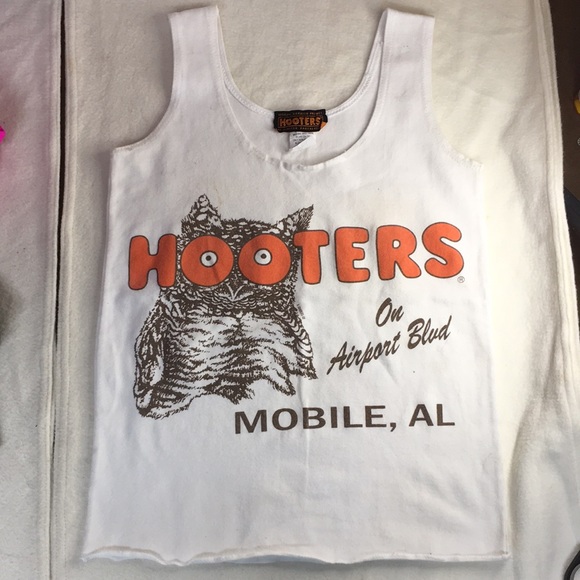 HOOTERS
HOOTERS
®
On
Airport Blvd
MOBILE, AL